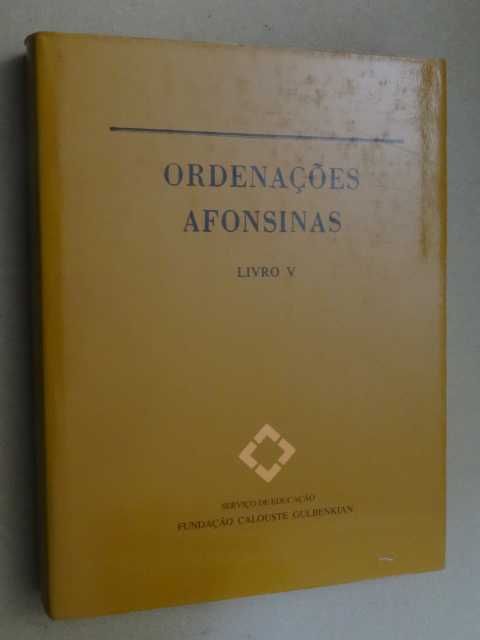 ORDENAÇÕES
AFONSINAS
LIVRO V
SERVIÇO DE EDUCAÇÃO
FUNDAÇÃO CALOUSTE GULBENKIAN